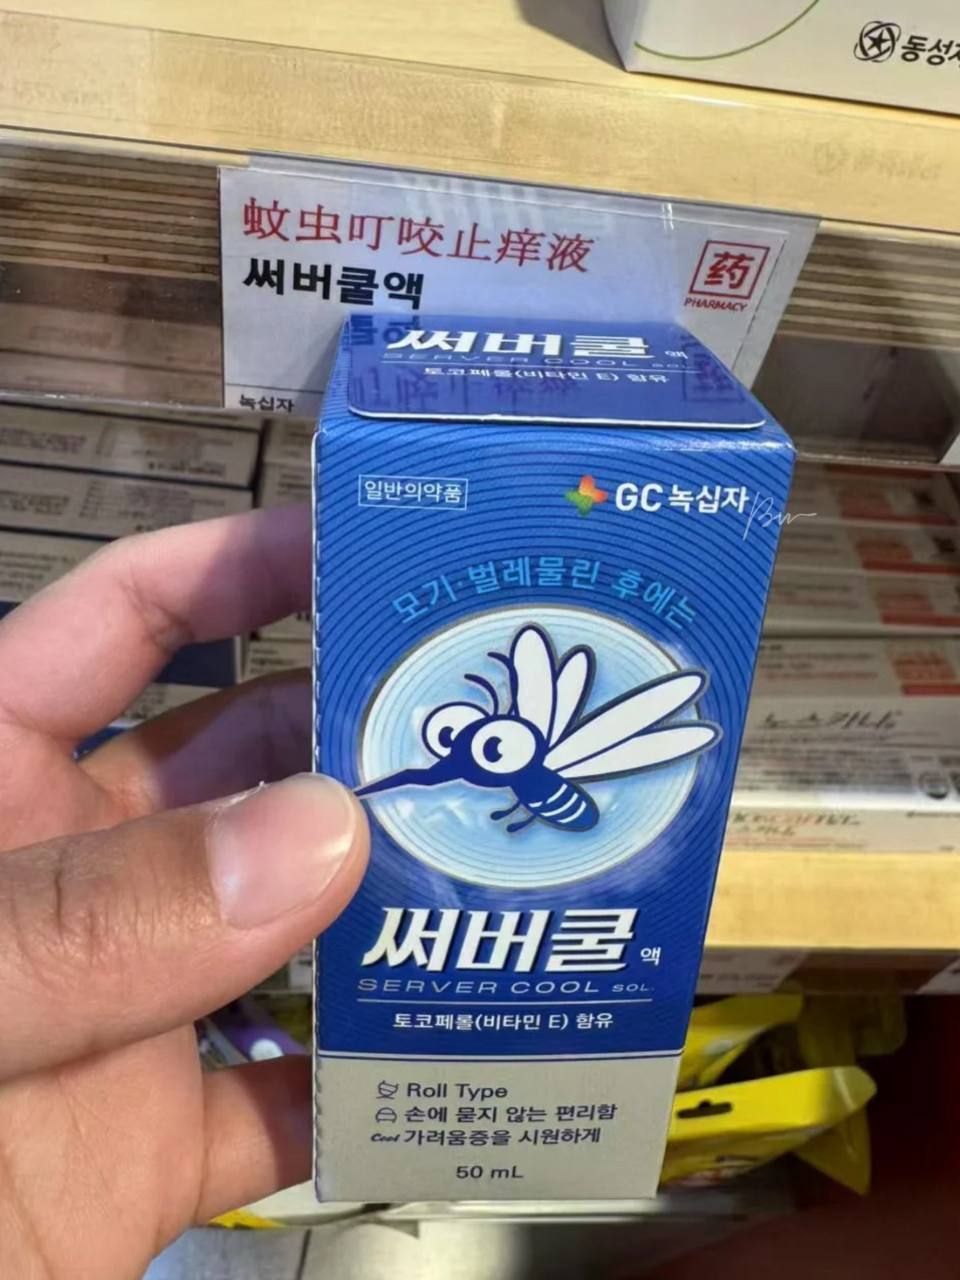 동성제
蚊虫叮咬止痒液
써버쿨액
药
PHARMACY
녹십자
써버쿨 액
SERVER COOL SOL.
토코페롤(비타민 E) 함유
일반의약품
GC녹십자
모기·벌레물린 후에는
써버쿨 액
SERVER COOL SOL.
토코페롤(비타민 E) 함유
Roll Type
손에 묻지 않는 편리함
Cool 가려움증을 시원하게
50 mL